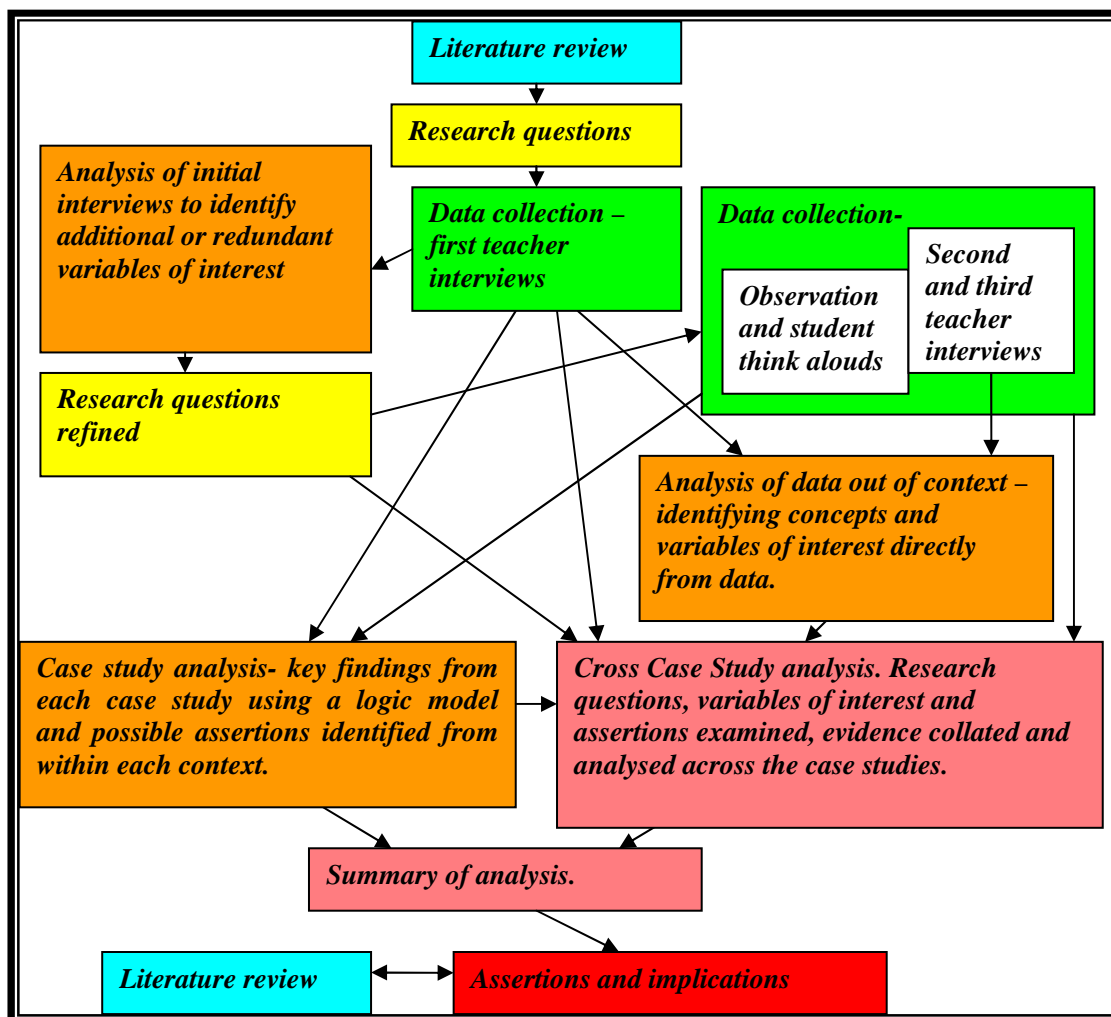 Literature review
Research questions
Analysis of initial
interviews to identify
additional or redundant
variables of interest
Data collection –
first teacher
interviews
Data collection-
Observation
and student
think alouds
Second
and third
teacher
interviews
Research questions
refined
Analysis of data out of context –
identifying concepts and
variables of interest directly
from data.
Case study analysis- key findings from
each case study using a logic model
and possible assertions identified from
within each context.
Cross Case Study analysis. Research
questions, variables of interest and
assertions examined, evidence collated and
analysed across the case studies.
Summary of analysis.
Literature review
Assertions and implications